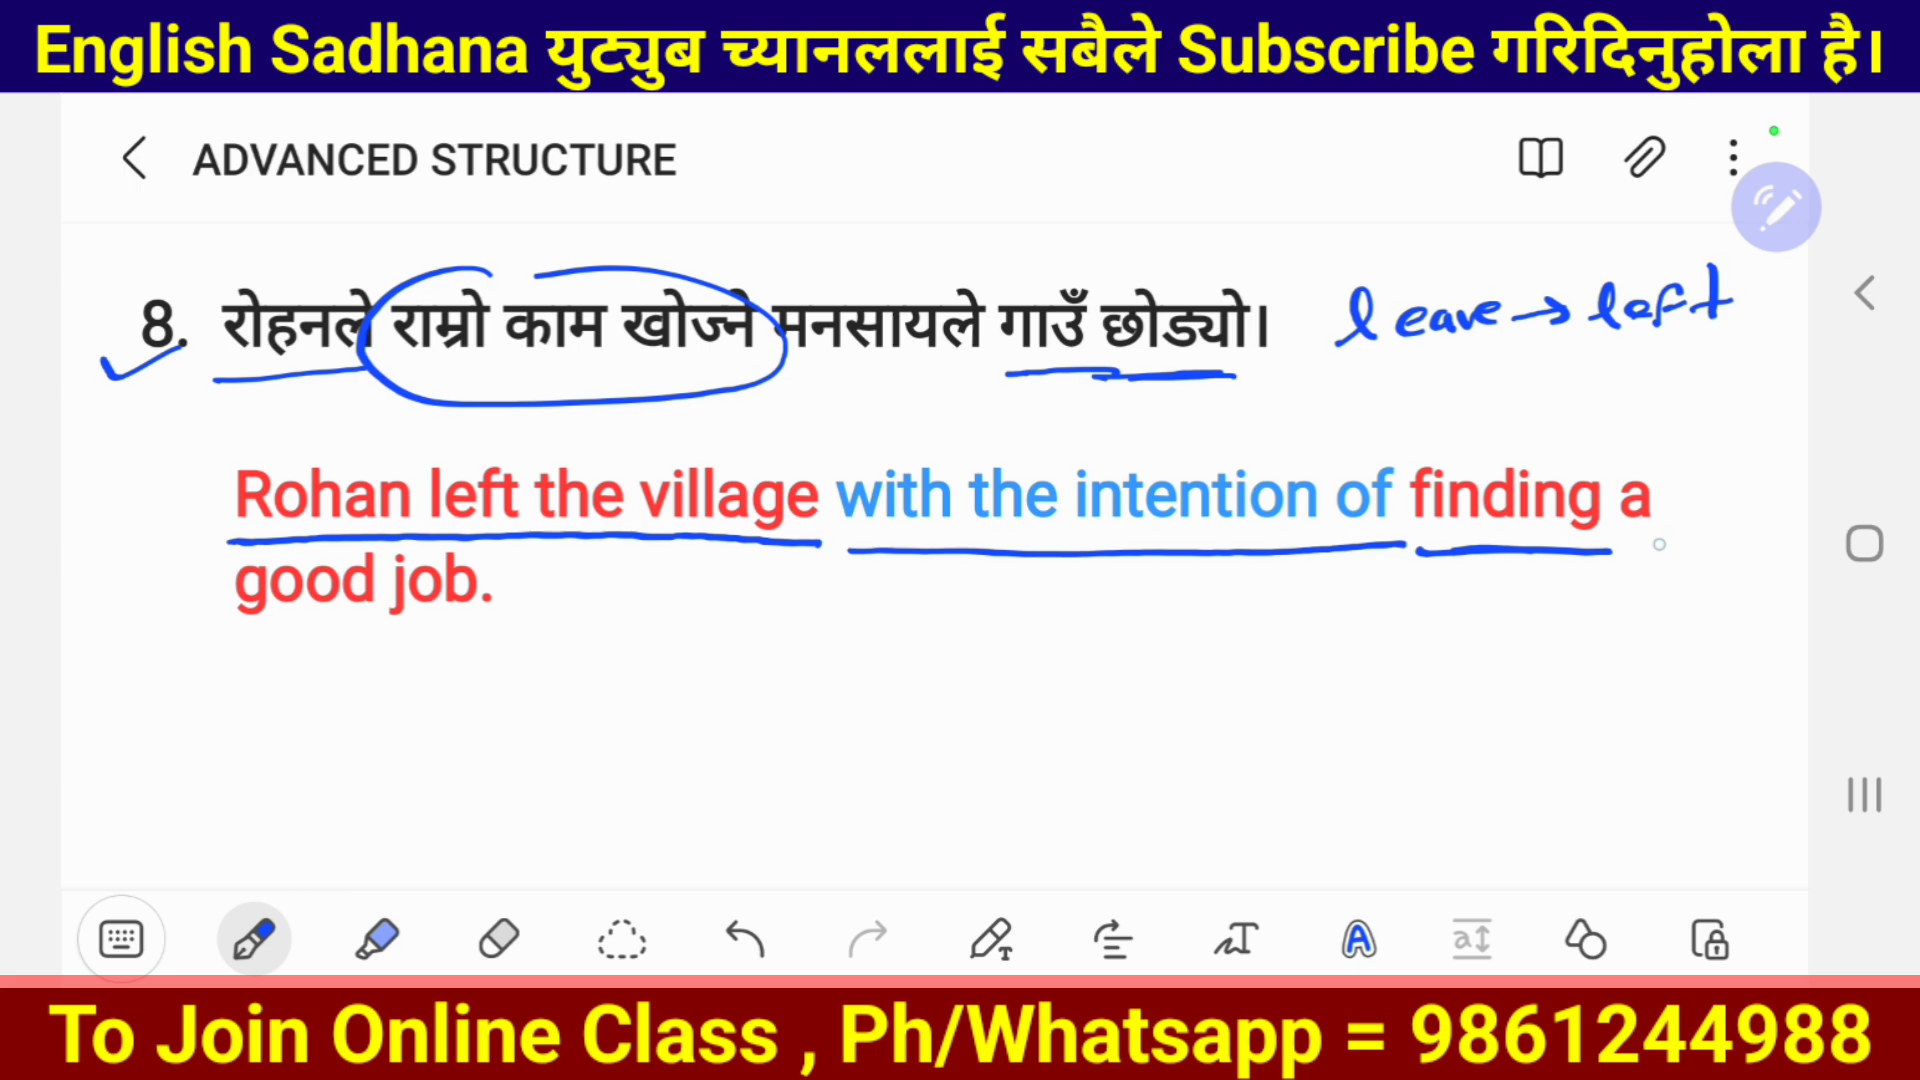 English Sadhana युट्युब च्यानललाई सबैले Subscribe गरिदिनुहोला है।
ADVANCED STRUCTURE
8. रोहनले राम्रो काम खोज्ने मनसायले गाउँ छोड्यो। leave → left
Rohan left the village with the intention of finding a
good job.
To Join Online Class , Ph/Whatsapp = 9861244988